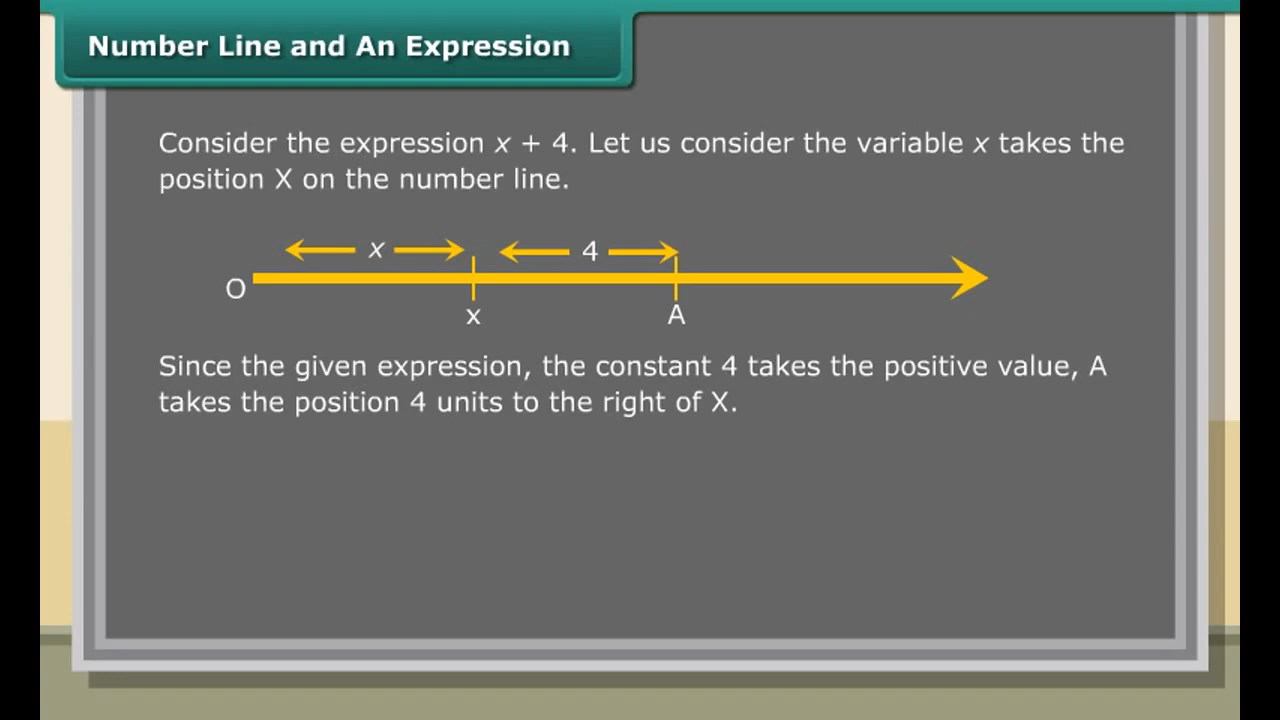 Number Line and An Expression
Consider the expression x + 4. Let us consider the variable x takes the
position X on the number line.
x 4
O
x A
Since the given expression, the constant 4 takes the positive value, A
takes the position 4 units to the right of X.